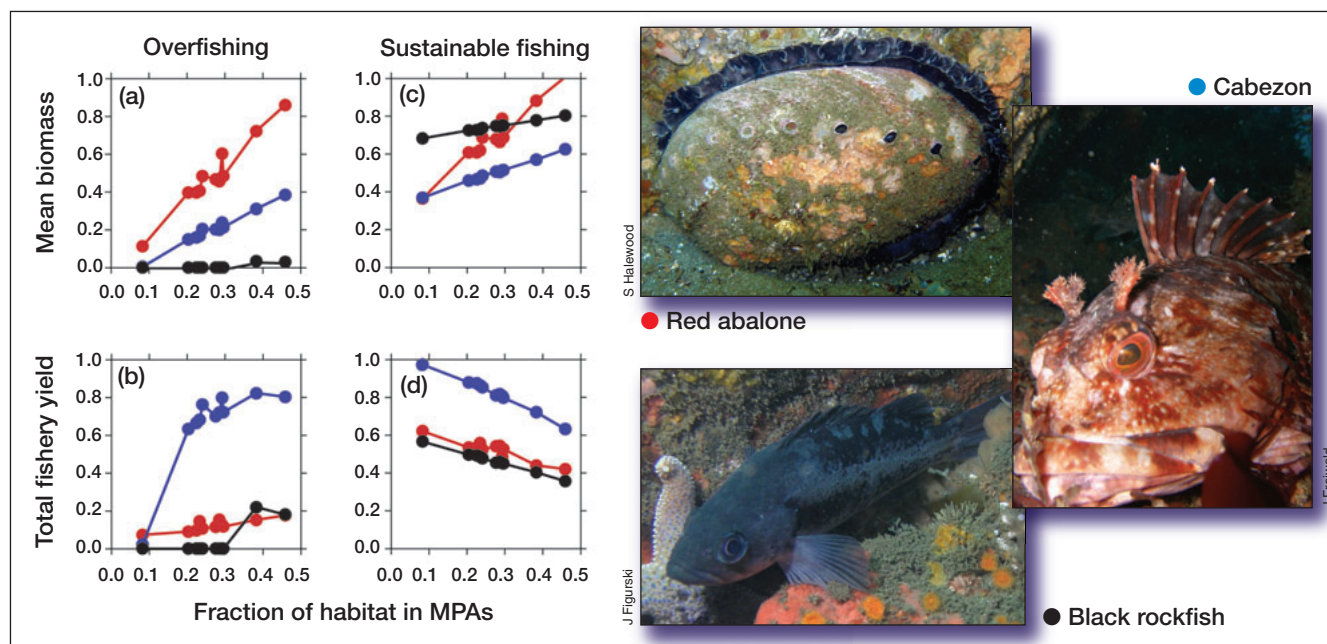 Overfishing
Sustainable fishing
Mean biomass
1.0
0.8
0.6
0.4
0.2
0.0
(a)
0.0 0.1 0.2 0.3 0.4 0.5
1.0
0.8
0.6
0.4
0.2
0.0
(c)
0.0 0.1 0.2 0.3 0.4 0.5
Total fishery yield
1.0
0.8
0.6
0.4
0.2
0.0
(b)
0.0 0.1 0.2 0.3 0.4 0.5
1.0
0.8
0.6
0.4
0.2
0.0
(d)
0.0 0.1 0.2 0.3 0.4 0.5
Fraction of habitat in MPAs
S Halewood
Red abalone
Cabezon
J Figurski
Black rockfish